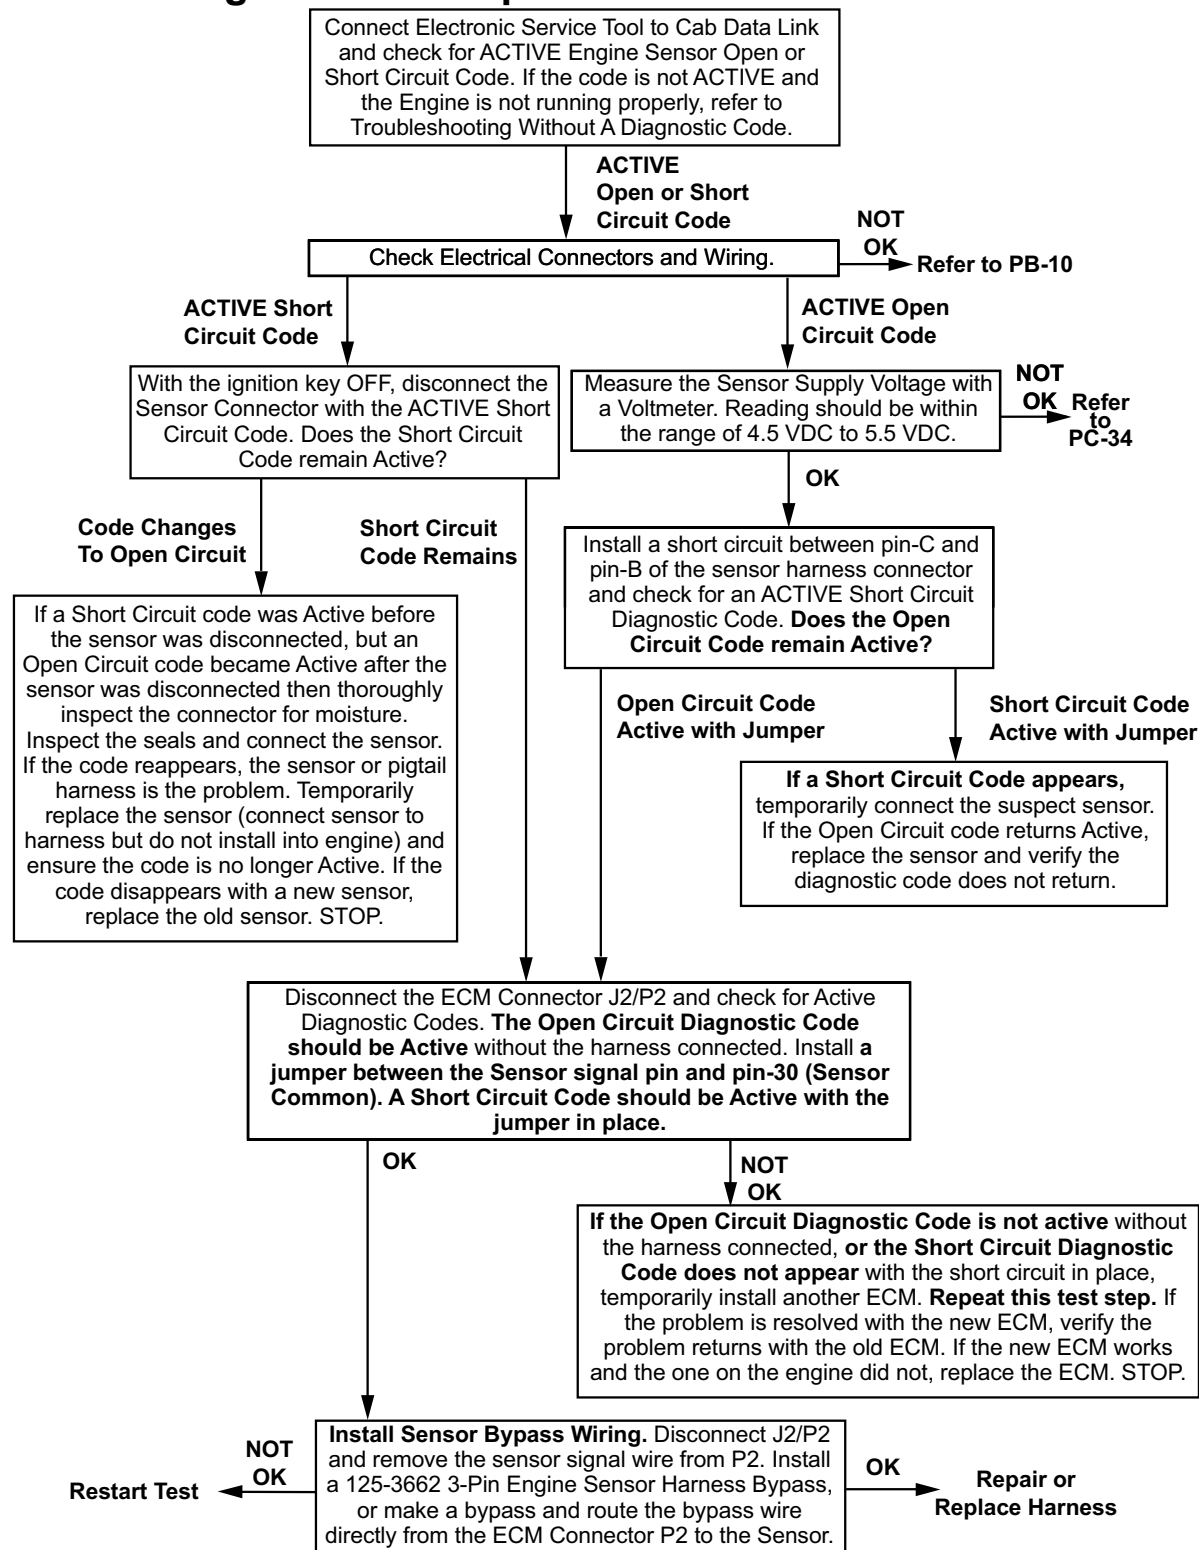 Connect Electronic Service Tool to Cab Data Link
and check for ACTIVE Engine Sensor Open or
Short Circuit Code. If the code is not ACTIVE and
the Engine is not running properly, refer to
Troubleshooting Without A Diagnostic Code.
ACTIVE
Open or Short
Circuit Code
NOT
OK
Check Electrical Connectors and Wiring.
Refer to PB-10
ACTIVE Short
Circuit Code
ACTIVE Open
Circuit Code
With the ignition key OFF, disconnect the
Sensor Connector with the ACTIVE Short
Circuit Code. Does the Short Circuit
Code remain Active?
Measure the Sensor Supply Voltage with
a Voltmeter. Reading should be within
the range of 4.5 VDC to 5.5 VDC.
NOT
OK
Refer
to
PC-34
OK
Code Changes
To Open Circuit
Short Circuit
Code Remains
Install a short circuit between pin-C and
pin-B of the sensor harness connector
and check for an ACTIVE Short Circuit
Diagnostic Code. Does the Open
Circuit Code remain Active?
If a Short Circuit code was Active before
the sensor was disconnected, but an
Open Circuit code became Active after the
sensor was disconnected then thoroughly
inspect the connector for moisture.
Inspect the seals and connect the sensor.
If the code reappears, the sensor or pigtail
harness is the problem. Temporarily
replace the sensor (connect sensor to
harness but do not install into engine) and
ensure the code is no longer Active. If the
code disappears with a new sensor,
replace the old sensor. STOP.
Open Circuit Code
Active with Jumper
Short Circuit Code
Active with Jumper
If a Short Circuit Code appears,
temporarily connect the suspect sensor.
If the Open Circuit code returns Active,
replace the sensor and verify the
diagnostic code does not return.
Disconnect the ECM Connector J2/P2 and check for Active
Diagnostic Codes. The Open Circuit Diagnostic Code
should be Active without the harness connected. Install a
jumper between the Sensor signal pin and pin-30 (Sensor
Common). A Short Circuit Code should be Active with the
jumper in place.
OK
NOT
OK
If the Open Circuit Diagnostic Code is not active without
the harness connected, or the Short Circuit Diagnostic
Code does not appear with the short circuit in place,
temporarily install another ECM. Repeat this test step. If
the problem is resolved with the new ECM, verify the
problem returns with the old ECM. If the new ECM works
and the one on the engine did not, replace the ECM. STOP.
Install Sensor Bypass Wiring. Disconnect J2/P2
and remove the sensor signal wire from P2. Install
a 125-3662 3-Pin Engine Sensor Harness Bypass,
or make a bypass and route the bypass wire
directly from the ECM Connector P2 to the Sensor.
NOT
OK
Restart Test
OK
Repair or
Replace Harness